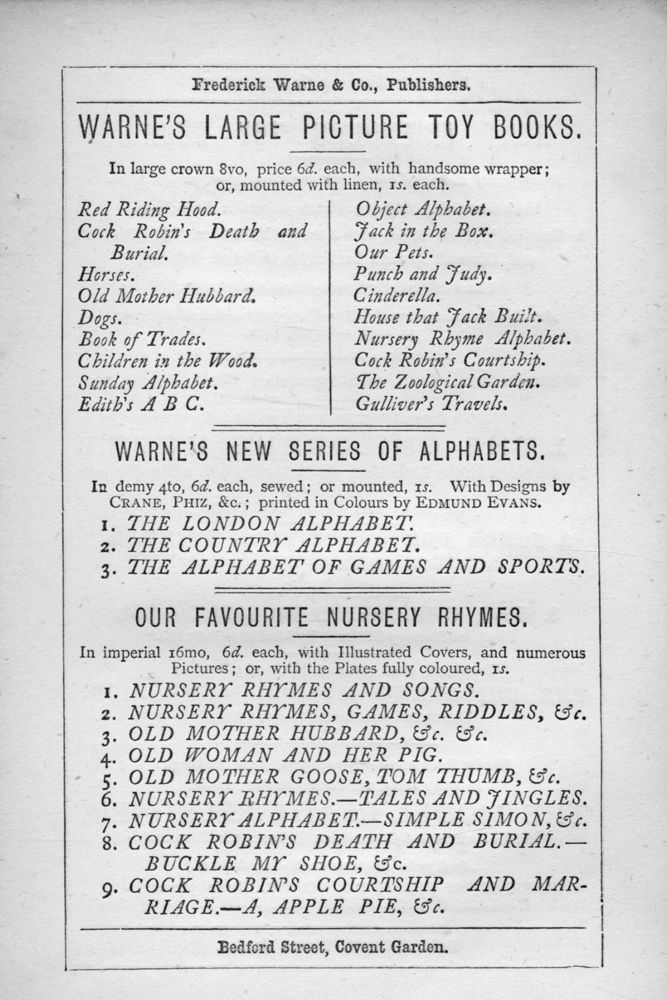 Frederick Warne & Co., Publishers.
WARNE'S LARGE PICTURE TOY BOOKS.
In large crown 8vo, price 6d. each, with handsome wrapper;
or, mounted with linen, 1s. each.
Red Riding Hood.
Cock Robin's Death and
Burial.
Horses.
Old Mother Hubbard.
Dogs.
Book of Trades.
Children in the Wood.
Sunday Alphabet.
Edith's A B C.
Object Alphabet.
Jack in the Box.
Our Pets.
Punch and Judy.
Cinderella.
House that Jack Built.
Nursery Rhyme Alphabet.
Cock Robin's Courtship.
The Zoological Garden.
Gulliver's Travels.
WARNE'S NEW SERIES OF ALPHABETS.
In demy 4to, 6d. each, sewed; or mounted, 1s. With Designs by
CRANE, PHIZ, &c.; printed in Colours by EDMUND EVANS.
1. THE LONDON ALPHABET.
2. THE COUNTRY ALPHABET.
3. THE ALPHABET OF GAMES AND SPORTS.
OUR FAVOURITE NURSERY RHYMES.
In imperial 16mo, 6d. each, with Illustrated Covers, and numerous
Pictures; or, with the Plates fully coloured, 1s.
1. NURSERY RHYMES AND SONGS.
2. NURSERY RHYMES, GAMES, RIDDLES, &c.
3. OLD MOTHER HUBBARD, &c. &c.
4. OLD WOMAN AND HER PIG.
5. OLD MOTHER GOOSE, TOM THUMB, &c.
6. NURSERY RHYMES.—TALES AND JINGLES.
7. NURSERY ALPHABET.—SIMPLE SIMON, &c.
8. COCK ROBIN'S DEATH AND BURIAL.—
BUCKLE MY SHOE, &c.
9. COCK ROBIN'S COURTSHIP AND MAR-
RIAGE.—A, APPLE PIE, &c.
Bedford Street, Covent Garden.